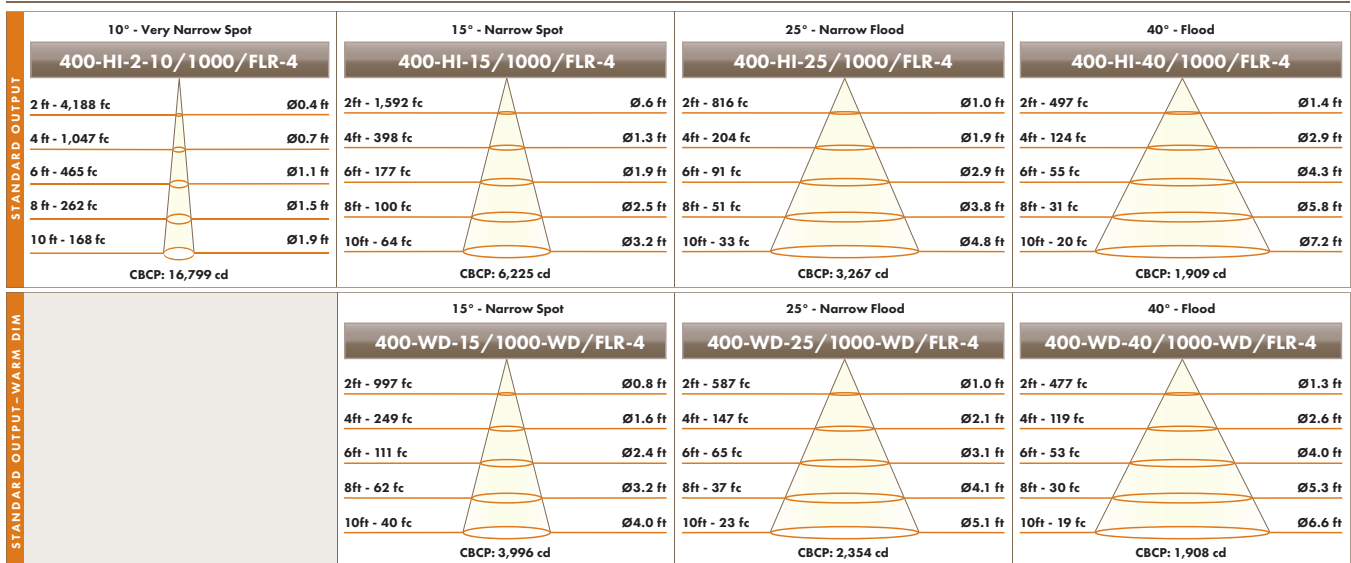 STANDARD OUTPUT
10° - Very Narrow Spot
400-HI-2-10/1000/FLR-4
2 ft - 4,188 fc Ø0.4 ft
4 ft - 1,047 fc Ø0.7 ft
6 ft - 465 fc Ø1.1 ft
8 ft - 262 fc Ø1.5 ft
10 ft - 168 fc Ø1.9 ft
CBCP: 16,799 cd
15° - Narrow Spot
400-HI-15/1000/FLR-4
2ft - 1,592 fc Ø.6 ft
4ft - 398 fc Ø1.3 ft
6ft - 177 fc Ø1.9 ft
8ft - 100 fc Ø2.5 ft
10ft - 64 fc Ø3.2 ft
CBCP: 6,225 cd
25° - Narrow Flood
400-HI-25/1000/FLR-4
2ft - 816 fc Ø1.0 ft
4ft - 204 fc Ø1.9 ft
6ft - 91 fc Ø2.9 ft
8ft - 51 fc Ø3.8 ft
10ft - 33 fc Ø4.8 ft
CBCP: 3,267 cd
40° - Flood
400-HI-40/1000/FLR-4
2ft - 497 fc Ø1.4 ft
4ft - 124 fc Ø2.9 ft
6ft - 55 fc Ø4.3 ft
8ft - 31 fc Ø5.8 ft
10ft - 20 fc Ø7.2 ft
CBCP: 1,909 cd
STANDARD OUTPUT–WARM DIM
15° - Narrow Spot
400-WD-15/1000-WD/FLR-4
2ft - 997 fc Ø0.8 ft
4ft - 249 fc Ø1.6 ft
6ft - 111 fc Ø2.4 ft
8ft - 62 fc Ø3.2 ft
10ft - 40 fc Ø4.0 ft
CBCP: 3,996 cd
25° - Narrow Flood
400-WD-25/1000-WD/FLR-4
2ft - 587 fc Ø1.0 ft
4ft - 147 fc Ø2.1 ft
6ft - 65 fc Ø3.1 ft
8ft - 37 fc Ø4.1 ft
10ft - 23 fc Ø5.1 ft
CBCP: 2,354 cd
40° - Flood
400-WD-40/1000-WD/FLR-4
2ft - 477 fc Ø1.3 ft
4ft - 119 fc Ø2.6 ft
6ft - 53 fc Ø4.0 ft
8ft - 30 fc Ø5.3 ft
10ft - 19 fc Ø6.6 ft
CBCP: 1,908 cd